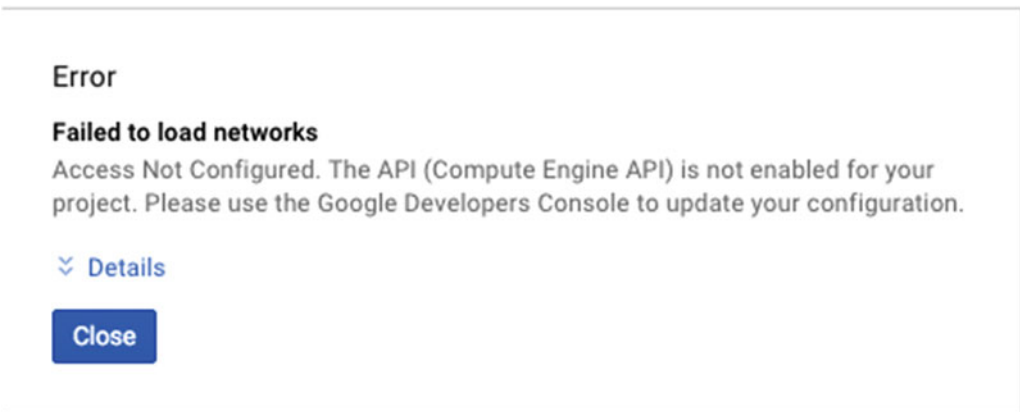 Error
Failed to load networks
Access Not Configured. The API (Compute Engine API) is not enabled for your
project. Please use the Google Developers Console to update your configuration.
Details
Close